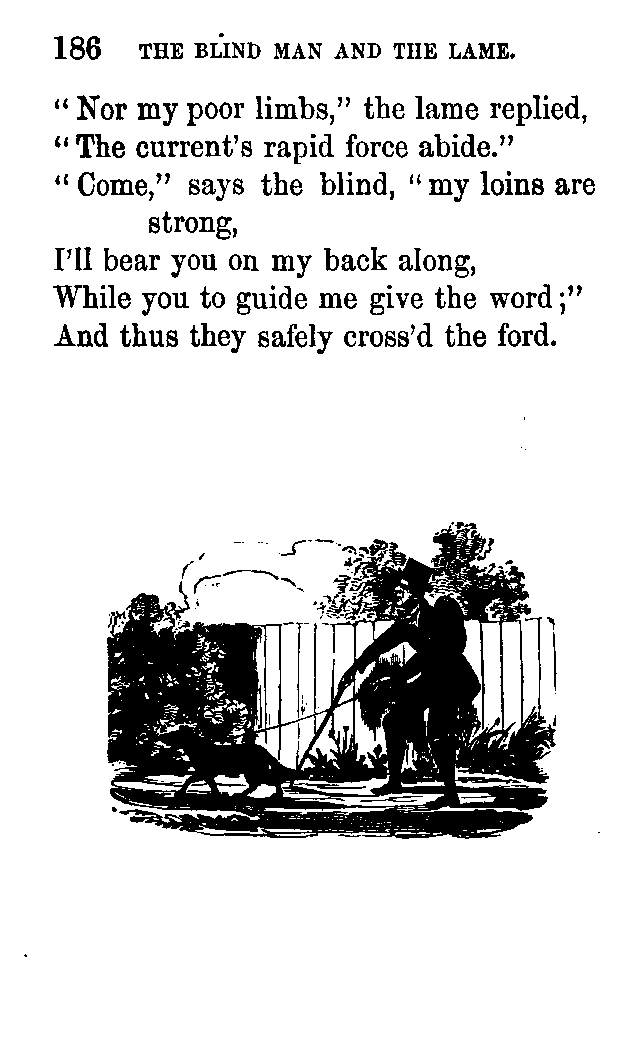 186 THE BLIND MAN AND THE LAME.
“ Nor my poor limbs,” the lame replied,
“ The current’s rapid force abide.”
“ Come,” says the blind, “ my loins are
strong,
I’ll bear you on my back along,
While you to guide me give the word ;”
And thus they safely cross’d the ford.